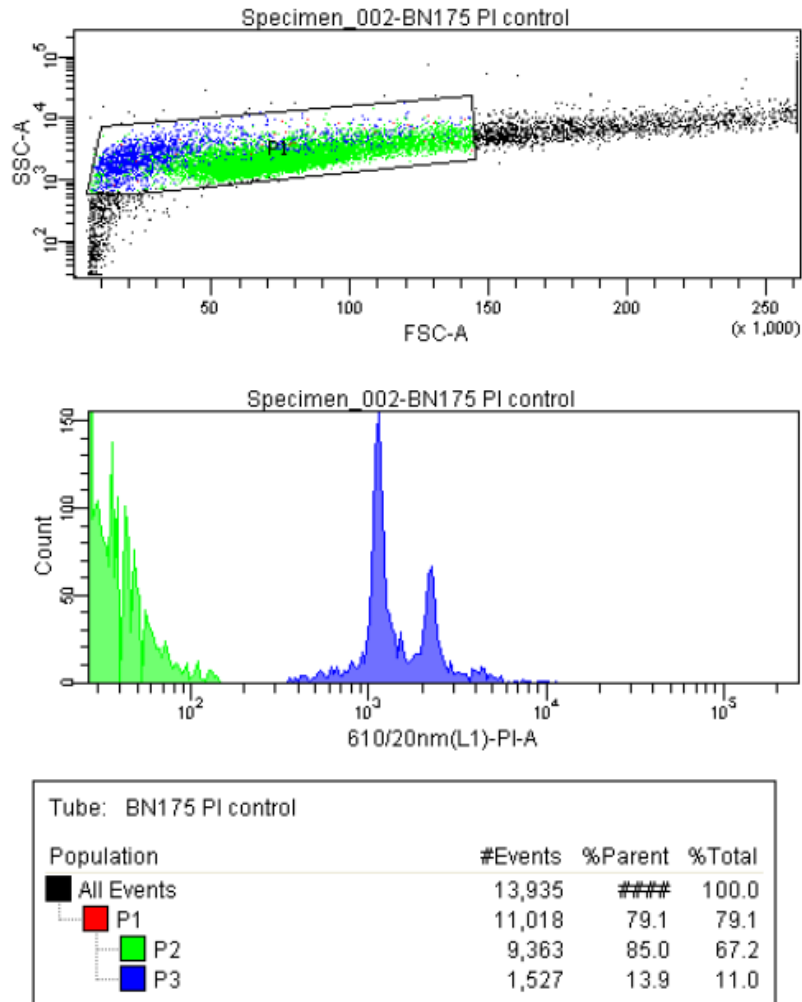 Specimen_002-BN175 PI control
10^5
10^4
10^3
10^2
SSC-A
P1
50 100 150 200 250
(x 1,000)
FSC-A
Specimen_002-BN175 PI control
150
100
50
0
Count
10^2 10^3 10^4 10^5
610/20nm(L1)-PI-A
Tube: BN175 PI control
Population #Events %Parent %Total
All Events 13,935 #### 100.0
P1 11,018 79.1 79.1
P2 9,363 85.0 67.2
P3 1,527 13.9 11.0